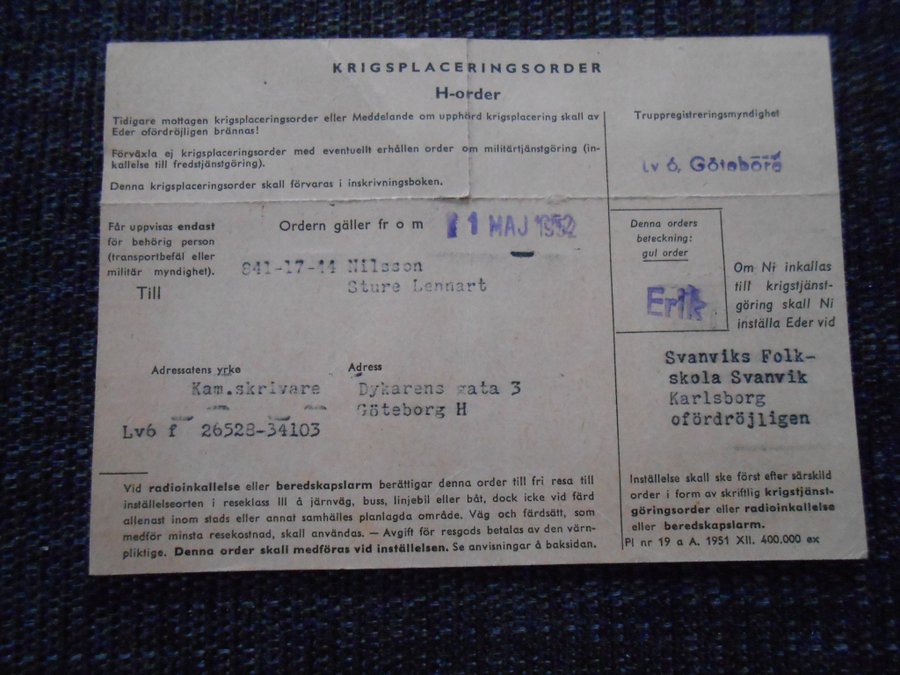 KRIGSPLACERINGSORDER
H-order
Tidigare mottagen krigsplaceringsorder eller Meddelande om upphörd krigsplacering skall av
Eder ofördröjligen brännas!
Förväxla ej krigsplaceringsorder med eventuellt erhållen order om militärtjänstgöring (in-
kallelse till fredstjänstgöring).
Denna krigsplaceringsorder skall förvaras i inskrivningsboken.
Truppregistreringsmyndighet
Lv 6, Göteborg
Får uppvisas endast
för behörig person
(transportbefäl eller
militär myndighet).
Till
Ordern gäller fr o m
1 MAJ 1952
841-17-44 Nilsson
Sture Lennart
Denna orders
beteckning:
gul order
Erik
Om Ni inkallas
till krigstjänst-
göring skall Ni
inställa Eder vid
Svanviks Folk-
skola Svanvik
Karlsborg
ofördröjligen
Adressatens yrke
Kam.skrivare
Adress
Dykarens gata 3
Göteborg H
Lv6 f 26528-34103
Vid radioinkallelse eller beredskapslarm berättigar denna order till fri resa till
inställelseorten i reseklass III å järnväg, buss, linjebil eller båt, dock icke vid färd
allenast inom stads eller annat samhälles planlagda område. Väg och färdsätt, som
medför minsta resekostnad, skall användas. — Avgift för resgods betalas av den värn-
pliktige. Denna order skall medföras vid inställelsen. Se anvisningar å baksidan.
Inställelse skall ske först efter särskild
order i form av skriftlig krigstjänst-
göringsorder eller radioinkallelse
eller beredskapslarm.
Pl nr 19 a A. 1951 XII. 400.000 ex